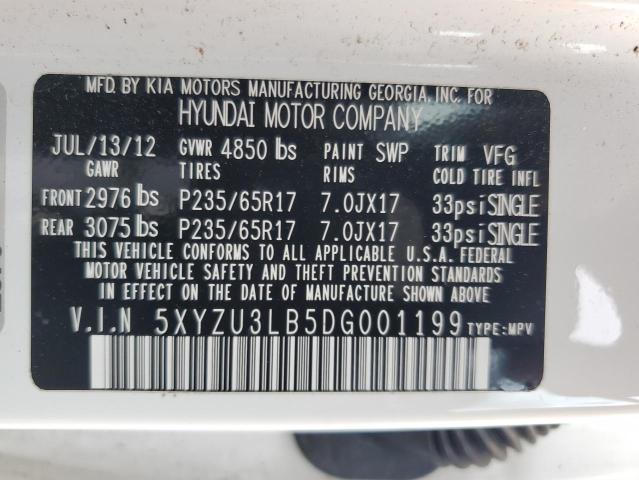 MFD. BY KIA MOTORS MANUFACTURING GEORGIA, INC. FOR
HYUNDAI MOTOR COMPANY
JUL/13/12 GVWR 4850 lbs PAINT SWP TRIM VFG
GAWR TIRES RIMS COLD TIRE INFL
FRONT 2976 lbs P235/65R17 7.0JX17 33psi SINGLE
REAR 3075 lbs P235/65R17 7.0JX17 33psi SINGLE
THIS VEHICLE CONFORMS TO ALL APPLICABLE U.S.A. FEDERAL
MOTOR VEHICLE SAFETY AND THEFT PREVENTION STANDARDS
IN EFFECT ON THE DATE OF MANUFACTURE SHOWN ABOVE.
V.I.N 5XYZU3LB5DG001199 TYPE: MPV